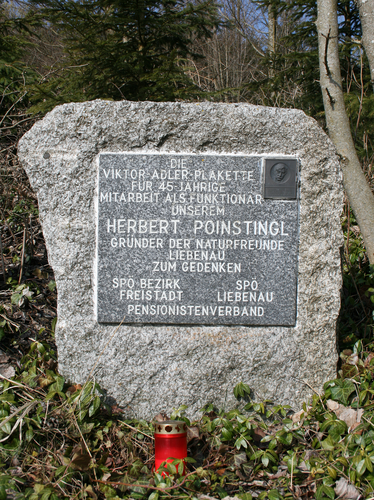 DIE
VIKTOR-ADLER-PLAKETTE
FÜR 45-JÄHRIGE
MITARBEIT ALS FUNKTIONÄR
UNSEREM
HERBERT POINSTINGL
GRÜNDER DER NATURFREUNDE
LIEBENAU
ZUM GEDENKEN
SPÖ BEZIRK SPÖ
FREISTADT LIEBENAU
PENSIONISTENVERBAND